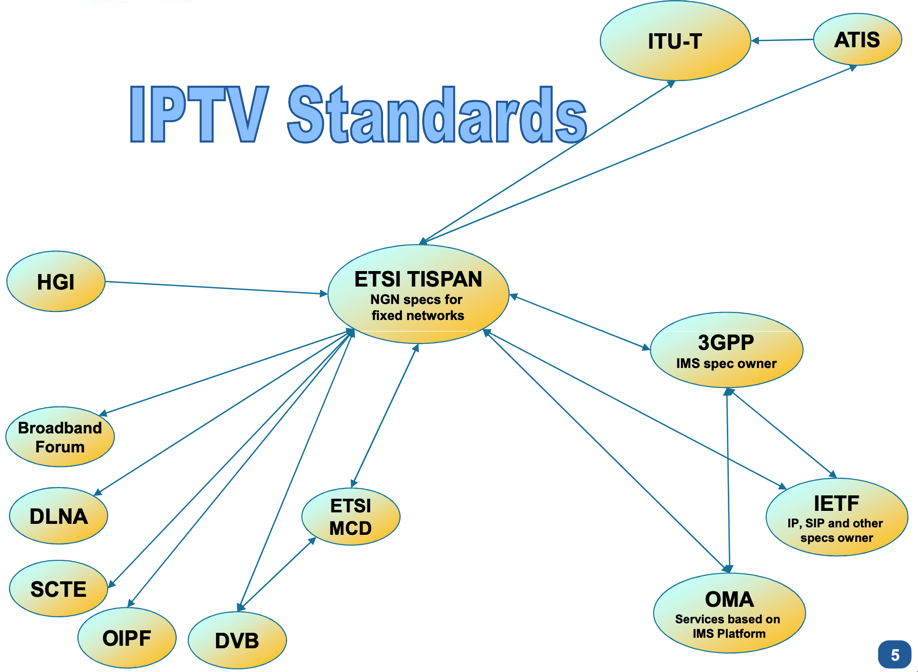 ITU-T
ATIS
IPTV Standards
HGI
ETSI TISPAN
NGN specs for
fixed networks
3GPP
IMS spec owner
Broadband
Forum
DLNA
ETSI
MCD
IETF
IP, SIP and other
specs owner
SCTE
OIPF
DVB
OMA
Services based on
IMS Platform
5